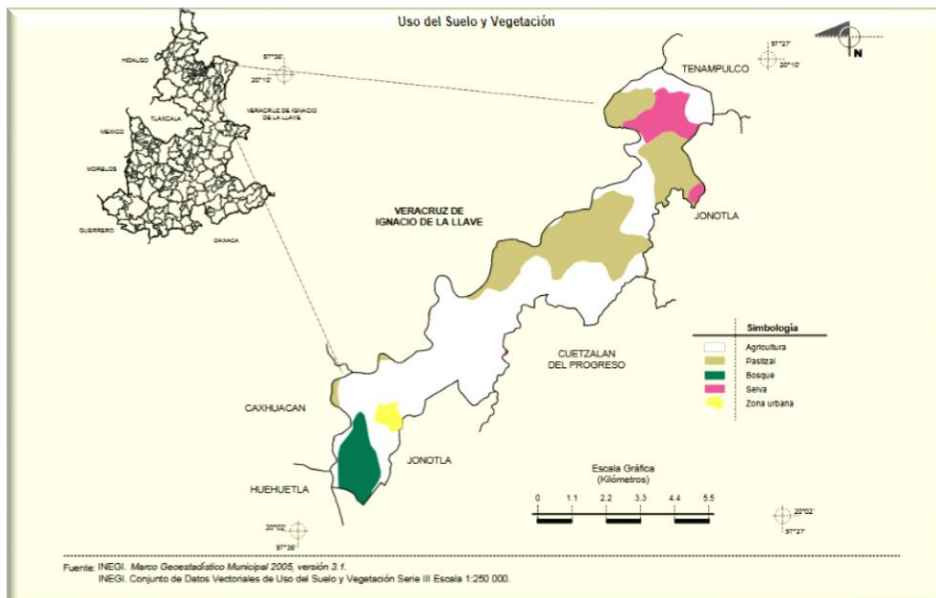 Uso del Suelo y Vegetación
HIDALGO
97°36'
20°10'
TLAXCALA
VERACRUZ DE IGNACIO
DE LA LLAVE
MEXICO
MORELOS
GUERRERO
OAXACA
97°27'
20°10'
N
TENAMPULCO
JONOTLA
VERACRUZ DE
IGNACIO DE LA LLAVE
CUETZALAN
DEL PROGRESO
CAXHUACAN
JONOTLA
HUEHUETLA
20°02'
97°36'
Simbología
Agricultura
Pastizal
Bosque
Selva
Zona urbana
Escala Gráfica
(Kilómetros)
0 1.1 2.2 3.3 4.4 5.5
20°02'
97°27'
Fuente: INEGI. Marco Geoestadístico Municipal 2005, versión 3.1.
INEGI. Conjunto de Datos Vectoriales de Uso del Suelo y Vegetación Serie III Escala 1:250 000.